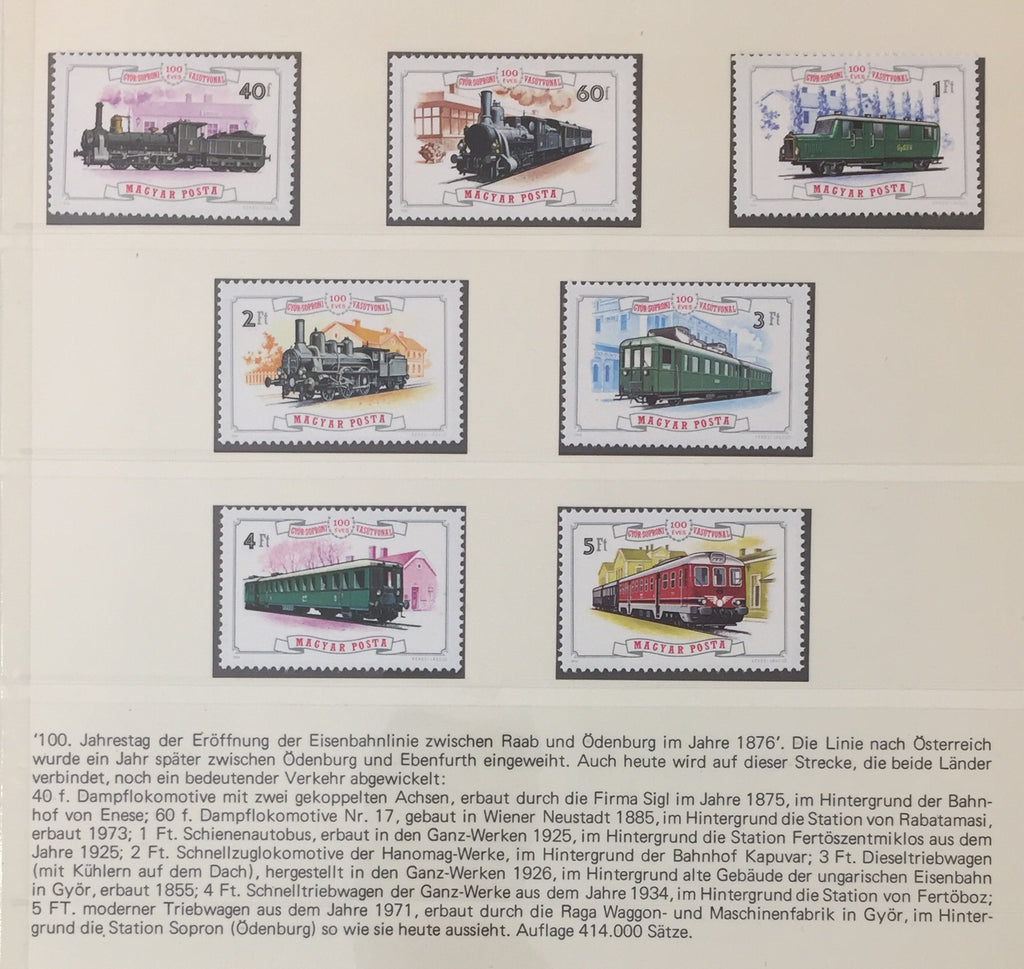 GYŐR-SOPRONI 100 ÉVES VASÚTVONAL
40f
MAGYAR POSTA
GYŐR-SOPRONI 100 ÉVES VASÚTVONAL
60f
MAGYAR POSTA
GYŐR-SOPRONI 100 ÉVES VASÚTVONAL
1Ft
MAGYAR POSTA
GYŐR-SOPRONI 100 ÉVES VASÚTVONAL
2Ft
MAGYAR POSTA
GYŐR-SOPRONI 100 ÉVES VASÚTVONAL
3Ft
MAGYAR POSTA
GYŐR-SOPRONI 100 ÉVES VASÚTVONAL
4Ft
MAGYAR POSTA
GYŐR-SOPRONI 100 ÉVES VASÚTVONAL
5Ft
MAGYAR POSTA
'100. Jahrestag der Eröffnung der Eisenbahnlinie zwischen Raab und Ödenburg im Jahre 1876'. Die Linie nach Österreich
wurde ein Jahr später zwischen Ödenburg und Ebenfurth eingeweiht. Auch heute wird auf dieser Strecke, die beide Länder
verbindet, noch ein bedeutender Verkehr abgewickelt:
40 f. Dampflokomotive mit zwei gekoppelten Achsen, erbaut durch die Firma Sigl im Jahre 1875, im Hintergrund der Bahn-
hof von Enese; 60 f. Dampflokomotive Nr. 17, gebaut in Wiener Neustadt 1885, im Hintergrund die Station von Rabatamasi,
erbaut 1973; 1 Ft. Schienenautobus, erbaut in den Ganz-Werken 1925, im Hintergrund die Station Fertöszentmiklos aus dem
Jahre 1925; 2 Ft. Schnellzuglokomotive der Hanomag-Werke, im Hintergrund der Bahnhof Kapuvar; 3 Ft. Dieseltriebwagen
(mit Kühlern auf dem Dach), hergestellt in den Ganz-Werken 1926, im Hintergrund alte Gebäude der ungarischen Eisenbahn
in Györ, erbaut 1855; 4 Ft. Schnelltriebwagen der Ganz-Werke aus dem Jahre 1934, im Hintergrund die Station von Fertöboz;
5 FT. moderner Triebwagen aus dem Jahre 1971, erbaut durch die Raga Waggon- und Maschinenfabrik in Györ, im Hinter-
grund die Station Sopron (Ödenburg) so wie sie heute aussieht. Auflage 414.000 Sätze.